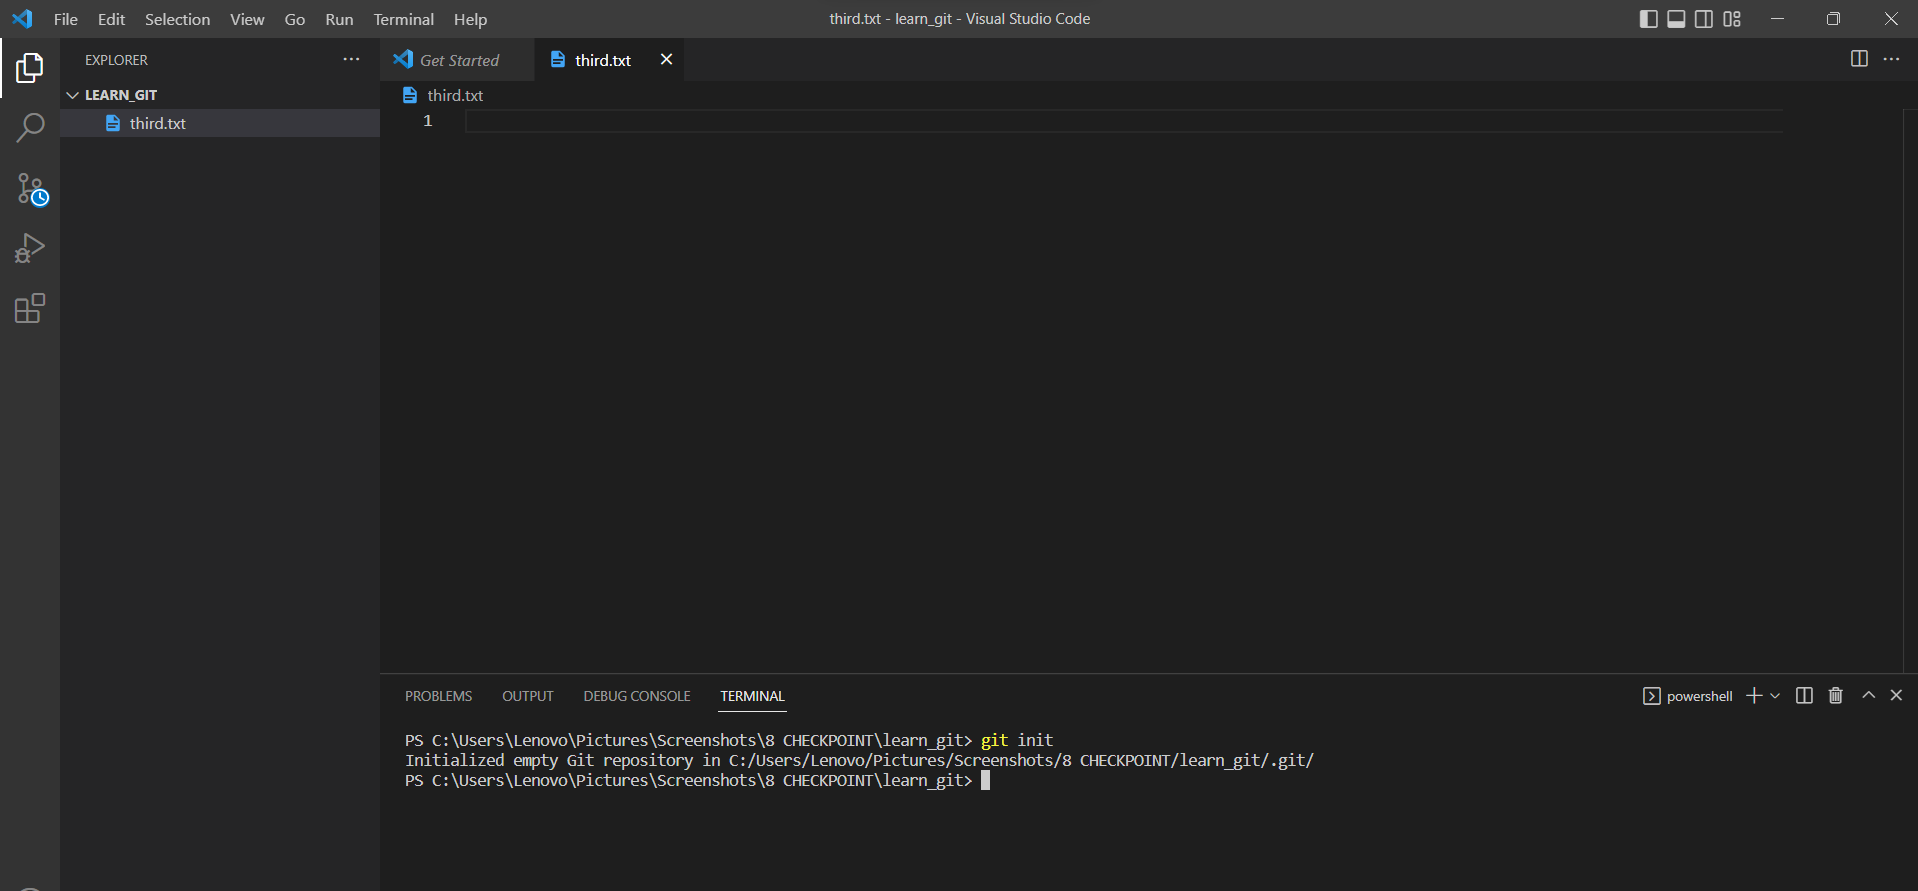 File Edit Selection View Go Run Terminal Help
third.txt - learn_git - Visual Studio Code
EXPLORER
LEARN_GIT
third.txt
Get Started
third.txt
third.txt
1
PROBLEMS OUTPUT DEBUG CONSOLE TERMINAL
powershell
PS C:\Users\Lenovo\Pictures\Screenshots\8 CHECKPOINT\learn_git> git init
Initialized empty Git repository in C:/Users/Lenovo/Pictures/Screenshots/8 CHECKPOINT/learn_git/.git/
PS C:\Users\Lenovo\Pictures\Screenshots\8 CHECKPOINT\learn_git>